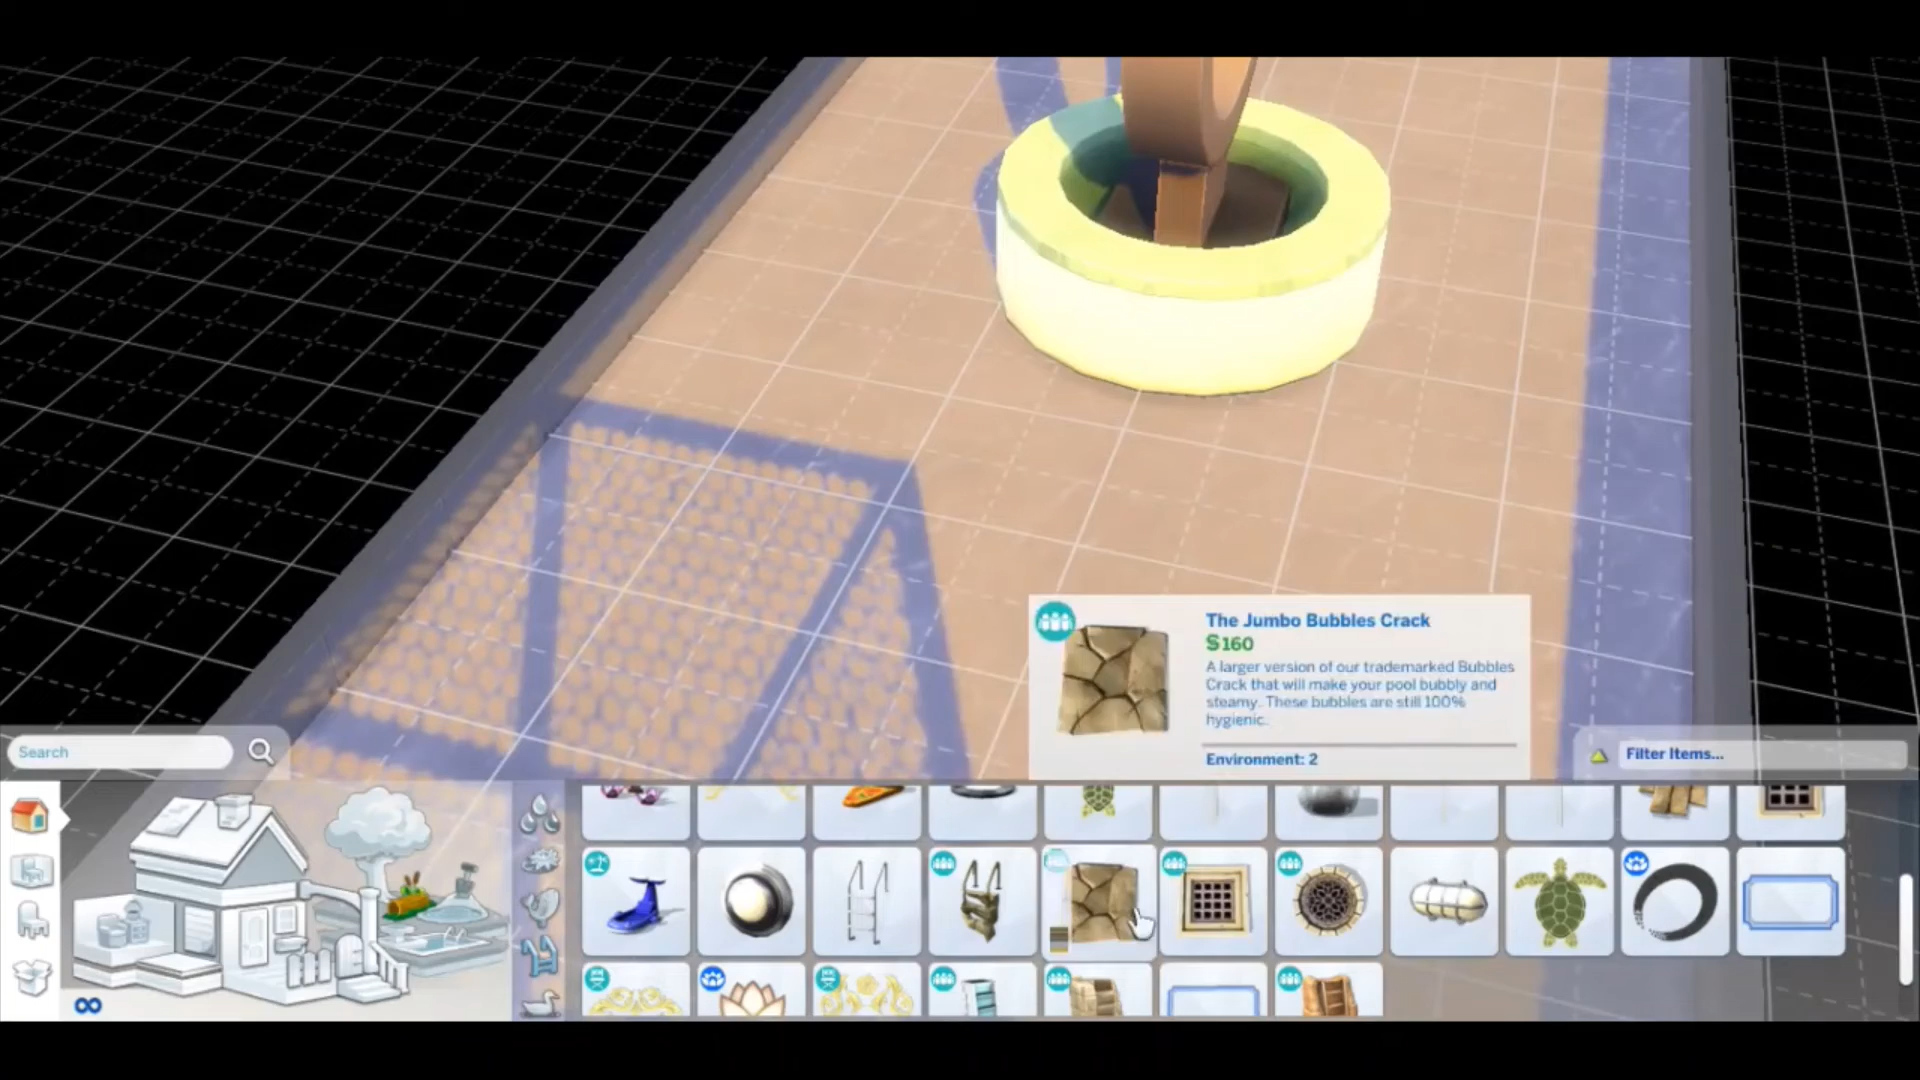 The Jumbo Bubbles Crack
§160
A larger version of our trademarked Bubbles
Crack that will make your pool bubbly and
steamy. These bubbles are still 100%
hygienic.
Environment: 2
Search
Filter Items...